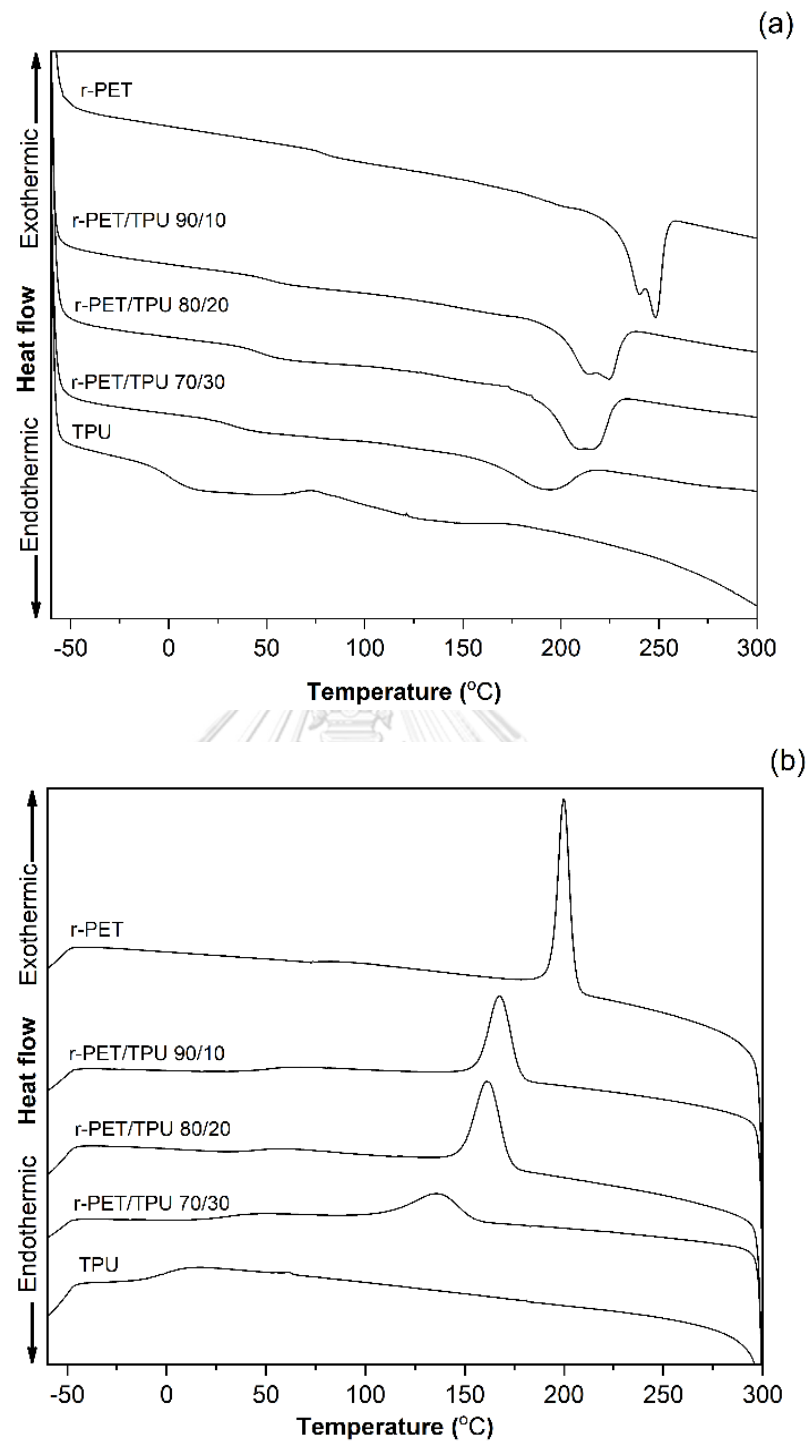 (a)
r-PET
r-PET/TPU 90/10
r-PET/TPU 80/20
r-PET/TPU 70/30
TPU
Endothermic
Heat flow
Exothermic
-50 0 50 100 150 200 250 300
Temperature (°C)
(b)
r-PET
r-PET/TPU 90/10
r-PET/TPU 80/20
r-PET/TPU 70/30
TPU
Endothermic
Heat flow
Exothermic
-50 0 50 100 150 200 250 300
Temperature (°C)